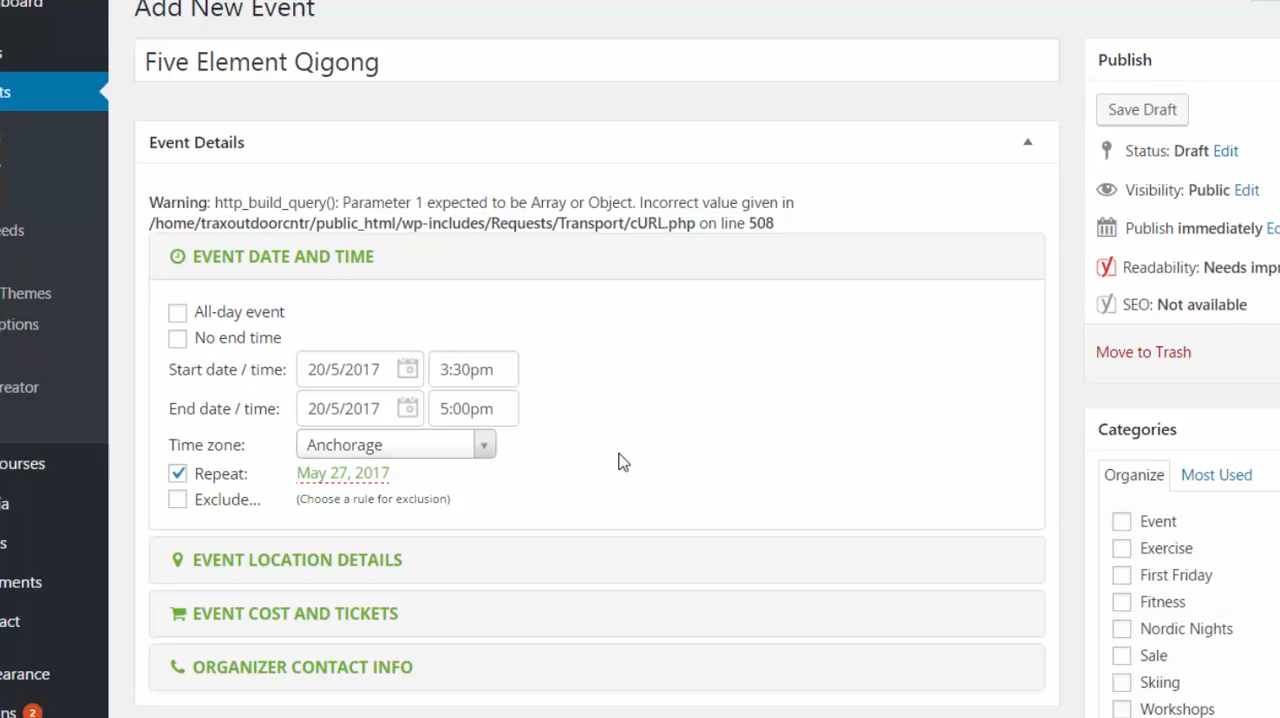 Add New Event
Five Element Qigong
Event Details
Warning: http_build_query(): Parameter 1 expected to be Array or Object. Incorrect value given in
/home/traxoutdoorcntr/public_html/wp-includes/Requests/Transport/cURL.php on line 508
EVENT DATE AND TIME
All-day event
No end time
Start date / time: 20/5/2017 3:30pm
End date / time: 20/5/2017 5:00pm
Time zone: Anchorage
Repeat: May 27, 2017
Exclude... (Choose a rule for exclusion)
EVENT LOCATION DETAILS
EVENT COST AND TICKETS
ORGANIZER CONTACT INFO
Publish
Save Draft
Status: Draft Edit
Visibility: Public Edit
Publish immediately
Readability: Needs
SEO: Not available
Move to Trash
Categories
Organize Most Used
Event
Exercise
First Friday
Fitness
Nordic Nights
Sale
Skiing
Workshops
Themes
2